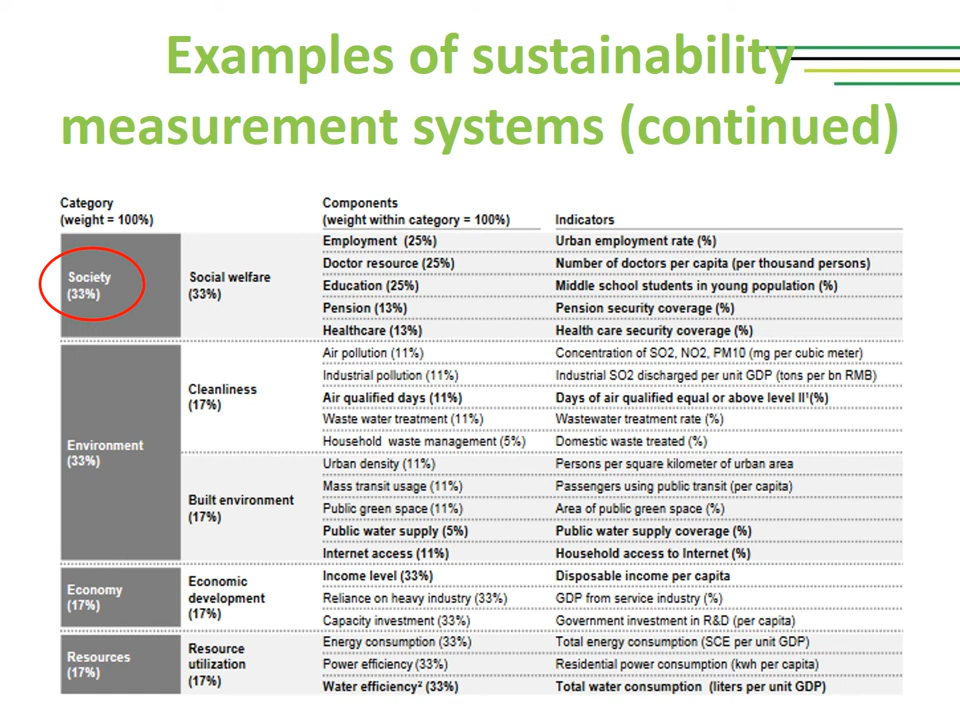 Examples of sustainability
measurement systems (continued)
Category
(weight = 100%)
Components
(weight within category = 100%)
Indicators
Society
(33%)
Social welfare
(33%)
Employment (25%) Urban employment rate (%)
Doctor resource (25%) Number of doctors per capita (per thousand persons)
Education (25%) Middle school students in young population (%)
Pension (13%) Pension security coverage (%)
Healthcare (13%) Health care security coverage (%)
Environment
(33%)
Cleanliness
(17%)
Air pollution (11%) Concentration of SO2, NO2, PM10 (mg per cubic meter)
Industrial pollution (11%) Industrial SO2 discharged per unit GDP (tons per bn RMB)
Air qualified days (11%) Days of air qualified equal or above level II¹(%)
Waste water treatment (11%) Wastewater treatment rate (%)
Household waste management (5%) Domestic waste treated (%)
Built environment
(17%)
Urban density (11%) Persons per square kilometer of urban area
Mass transit usage (11%) Passengers using public transit (per capita)
Public green space (11%) Area of public green space (%)
Public water supply (5%) Public water supply coverage (%)
Internet access (11%) Household access to Internet (%)
Economy
(17%)
Economic
development
(17%)
Income level (33%) Disposable income per capita
Reliance on heavy industry (33%) GDP from service industry (%)
Capacity investment (33%) Government investment in R&D (per capita)
Resources
(17%)
Resource
utilization
(17%)
Energy consumption (33%) Total energy consumption (SCE per unit GDP)
Power efficiency (33%) Residential power consumption (kwh per capita)
Water efficiency² (33%) Total water consumption (liters per unit GDP)